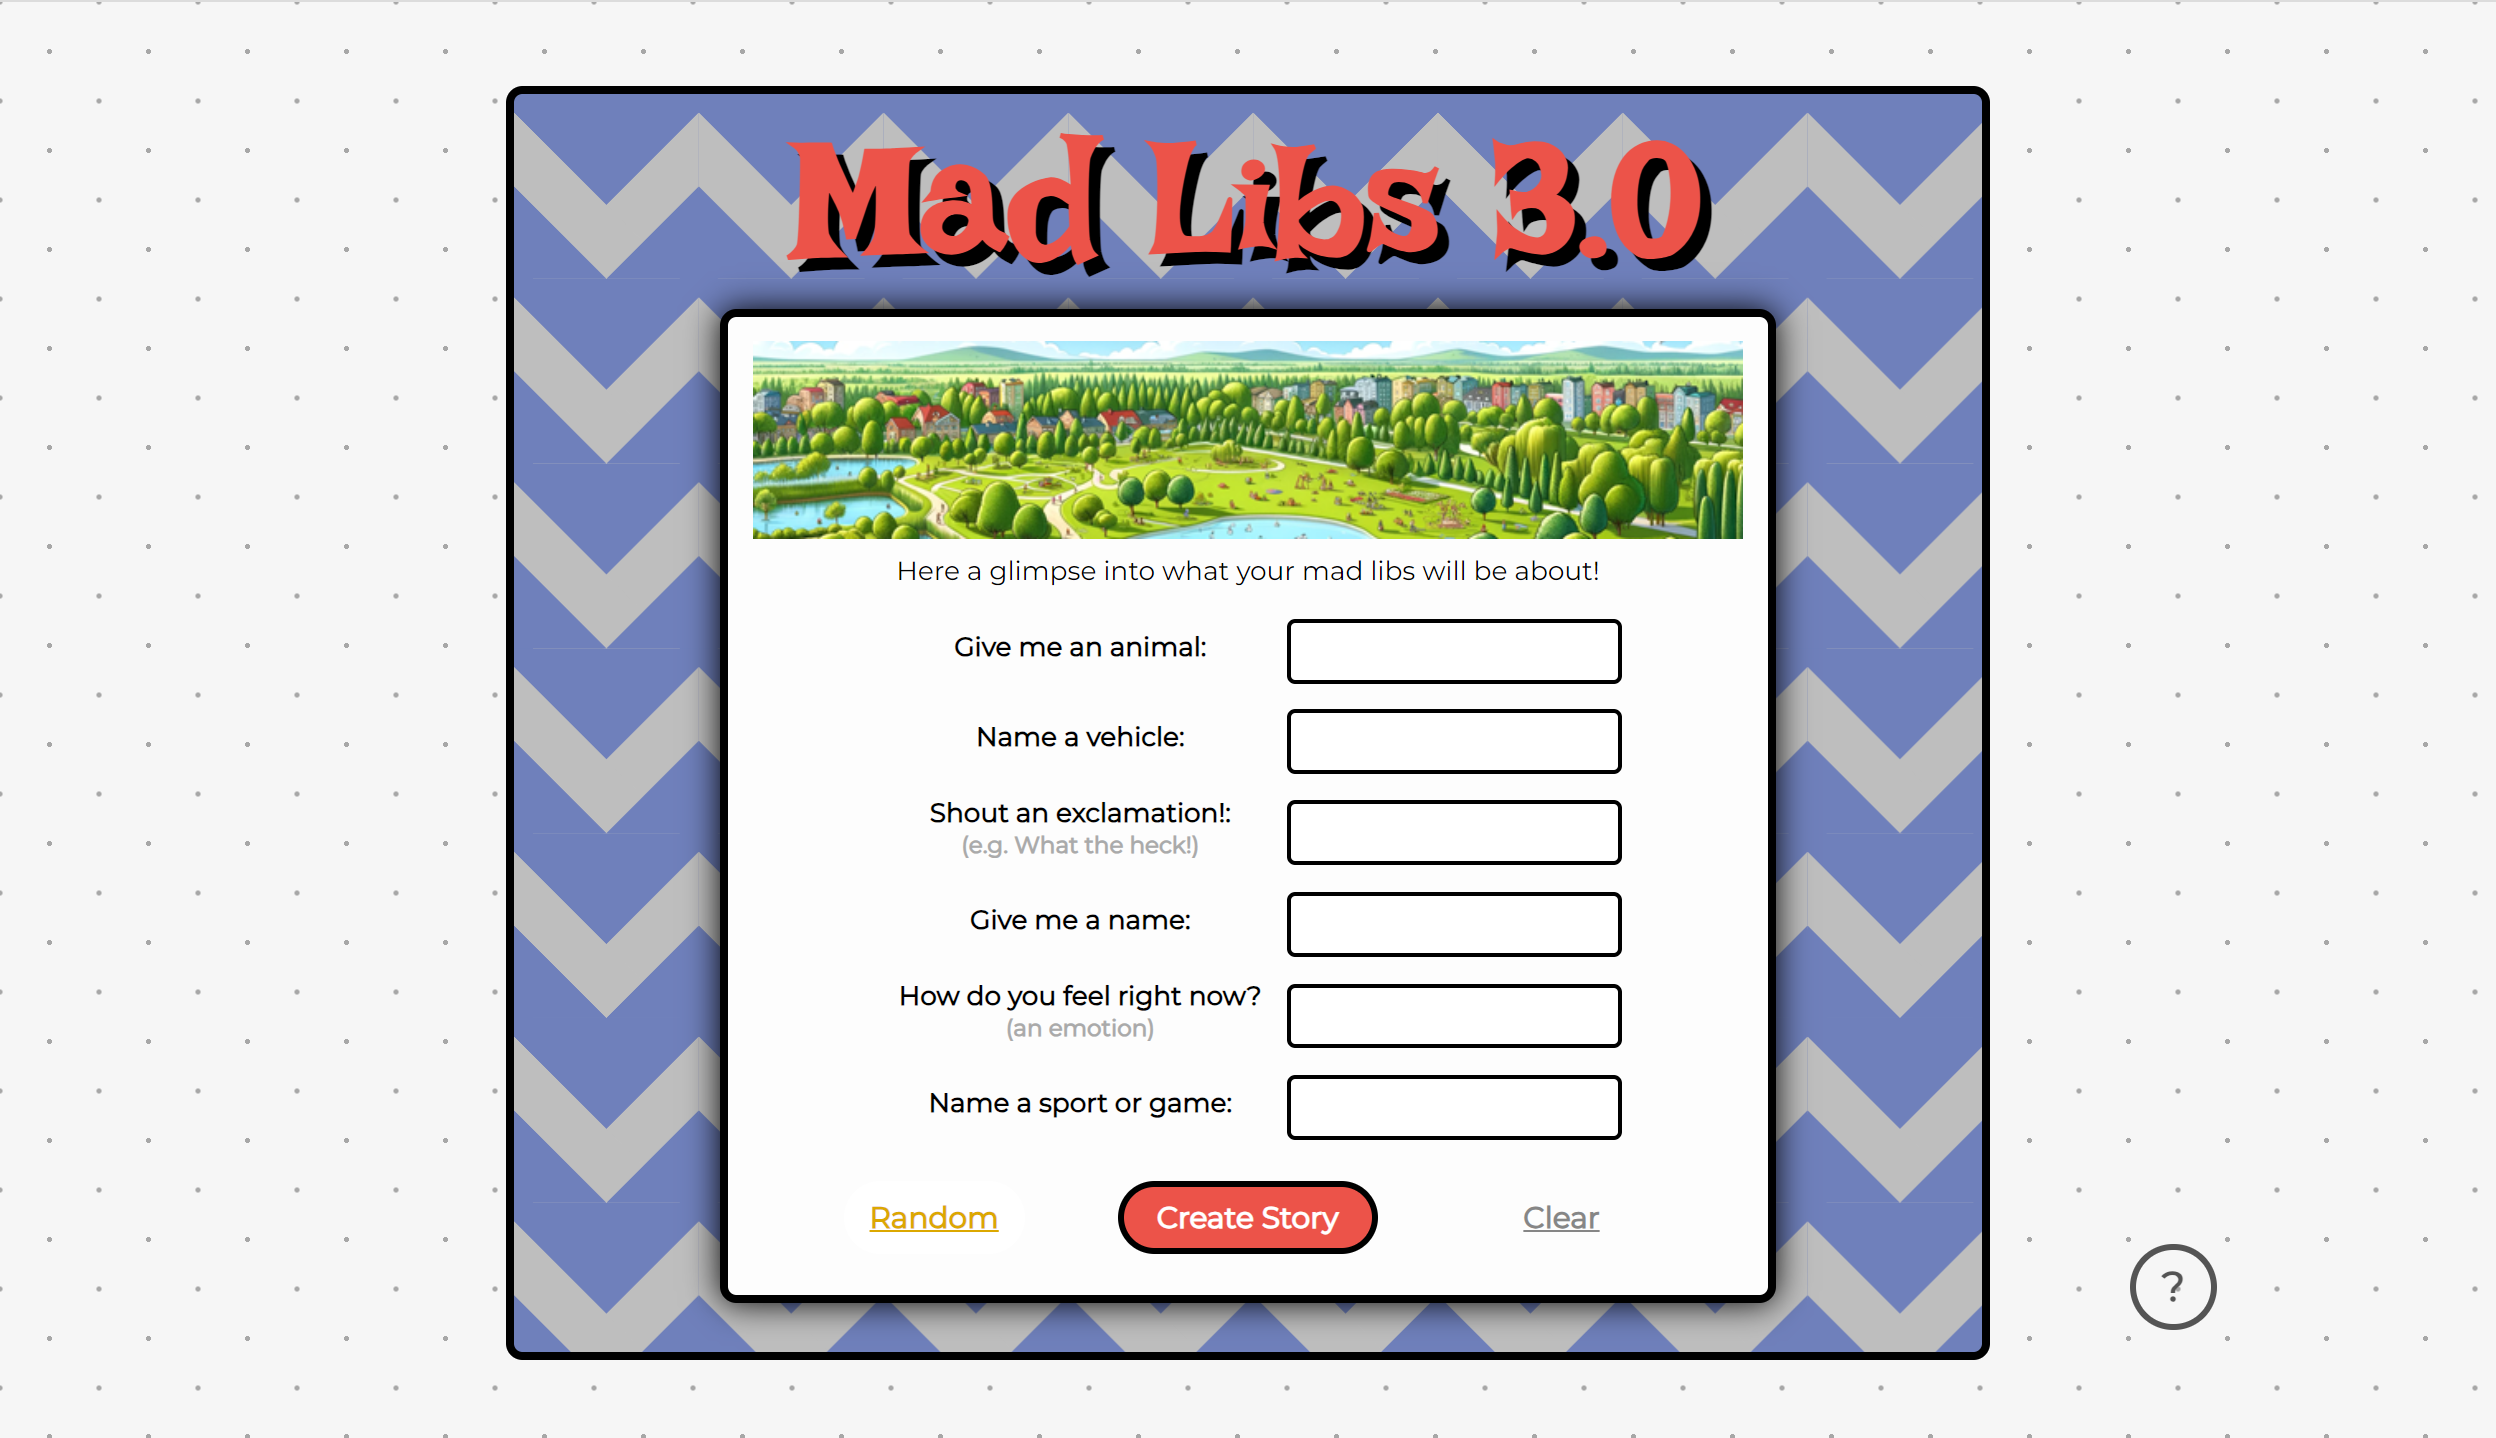 Mad Libs 3.0
Here a glimpse into what your mad libs will be about!
Give me an animal:
Name a vehicle:
Shout an exclamation!:
(e.g. What the heck!)
Give me a name:
How do you feel right now?
(an emotion)
Name a sport or game:
Random
Create Story
Clear
?